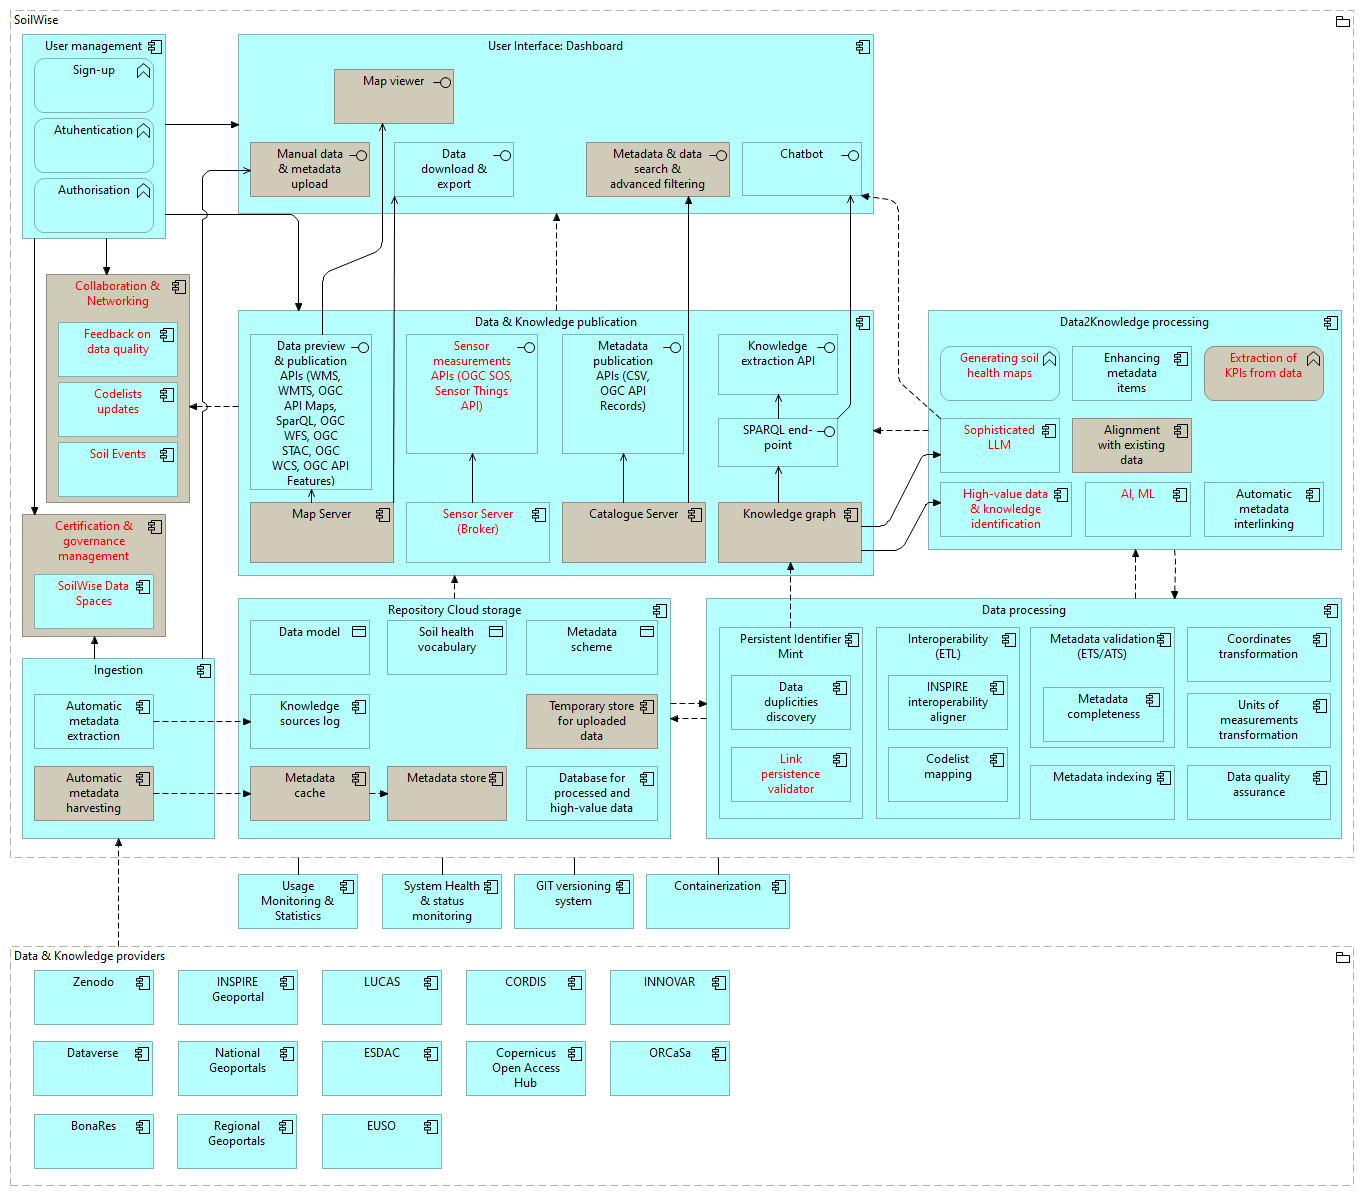 SoilWise
User management
Sign-up
Atuhentication
Authorisation
User Interface: Dashboard
Map viewer
Manual data
& metadata
upload
Data
download &
export
Metadata & data
search &
advanced filtering
Chatbot
Collaboration &
Networking
Feedback on
data quality
Codelists
updates
Soil Events
Data & Knowledge publication
Data preview
& publication
APIs (WMS,
WMTS, OGC
API Maps,
SparQL, OGC
WFS, OGC
STAC, OGC
WCS, OGC API
Features)
Sensor
measurements
APIs (OGC SOS,
Sensor Things
API)
Metadata
publication
APIs (CSV,
OGC API
Records)
Knowledge
extraction API
SPARQL end-
point
Map Server
Sensor Server
(Broker)
Catalogue Server
Knowledge graph
Data2Knowledge processing
Generating soil
health maps
Enhancing
metadata
items
Extraction of
KPIs from data
Sophisticated
LLM
Alignment
with existing
data
High-value data
& knowledge
identification
AI, ML
Automatic
metadata
interlinking
Certification &
governance
management
SoilWise Data
Spaces
Ingestion
Automatic
metadata
extraction
Automatic
metadata
harvesting
Repository Cloud storage
Data model
Soil health
vocabulary
Metadata
scheme
Knowledge
sources log
Temporary store
for uploaded
data
Metadata
cache
Metadata store
Database for
processed and
high-value data
Data processing
Persistent Identifier
Mint
Data
duplicities
discovery
Link
persistence
validator
Interoperability
(ETL)
INSPIRE
interoperability
aligner
Codelist
mapping
Metadata validation
(ETS/ATS)
Metadata
completeness
Metadata indexing
Coordinates
transformation
Units of
measurements
transformation
Data quality
assurance
Usage
Monitoring &
Statistics
System Health
& status
monitoring
GIT versioning
system
Containerization
Data & Knowledge providers
Zenodo
INSPIRE
Geoportal
LUCAS
CORDIS
INNOVAR
Dataverse
National
Geoportals
ESDAC
Copernicus
Open Access
Hub
ORCaSa
BonaRes
Regional
Geoportals
EUSO